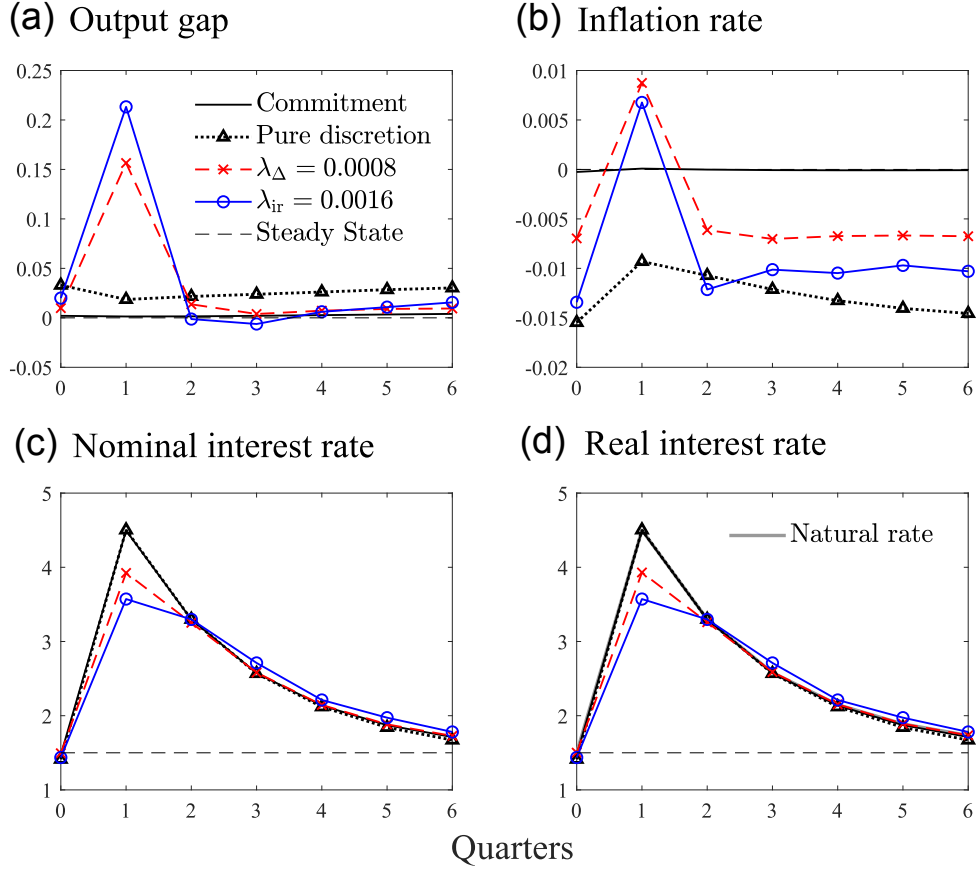 (a) Output gap
0.25
0.2
0.15
0.1
0.05
0
-0.05
0 1 2 3 4 5 6
Commitment
Pure discretion
λ_Δ = 0.0008
λ_ir = 0.0016
Steady State
(b) Inflation rate
0.01
0.005
0
-0.005
-0.01
-0.015
-0.02
0 1 2 3 4 5 6
(c) Nominal interest rate
5
4
3
2
1
0 1 2 3 4 5 6
(d) Real interest rate
5
4
3
2
1
0 1 2 3 4 5 6
Natural rate
Quarters